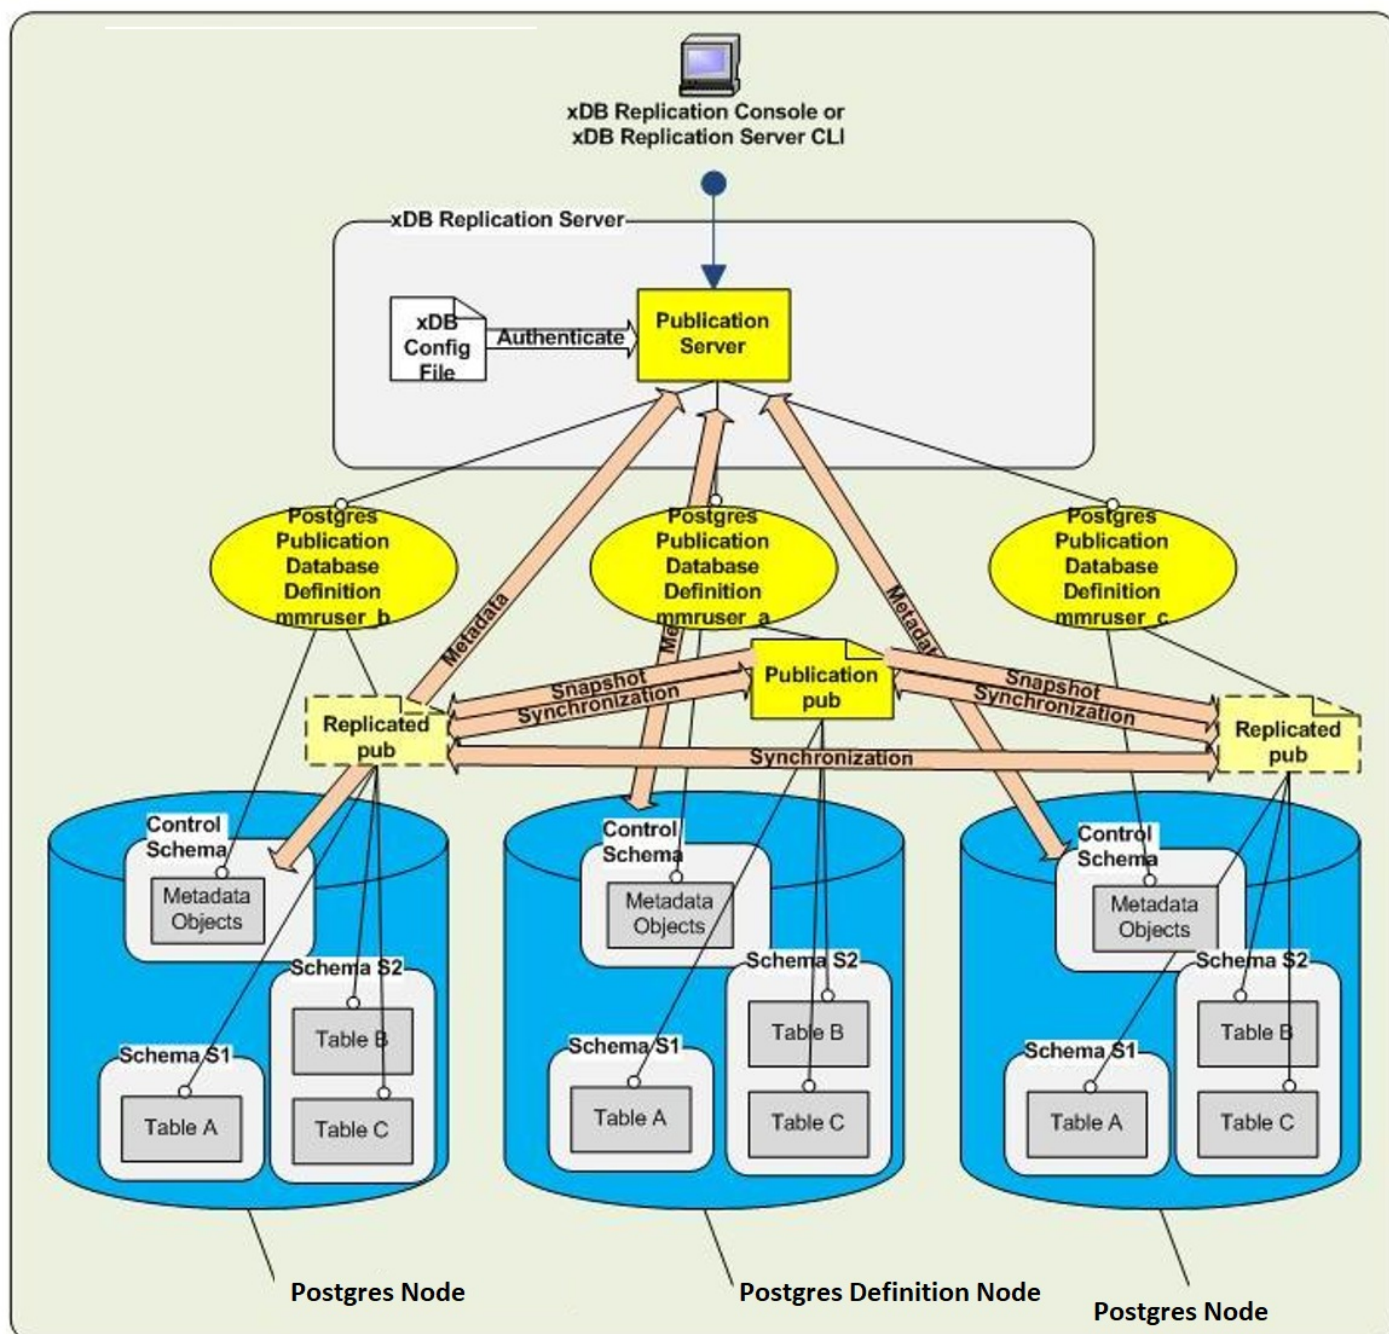 xDB Replication Console or
xDB Replication Server CLI
xDB Replication Server
xDB
Config
File
Authenticate
Publication
Server
Postgres
Publication
Database
Definition
mmruser_b
Postgres
Publication
Database
Definition
mmruser_a
Postgres
Publication
Database
Definition
mmruser_c
Metadata
Me
Metadat
Snapshot
Synchronization
Publication
pub
Snapshot
Synchronization
Replicated
pub
Synchronization
Replicated
pub
Control
Schema
Metadata
Objects
Schema S2
Table B
Schema S1
Table A
Table C
Control
Schema
Metadata
Objects
Schema S2
Table B
Schema S1
Table A
Table C
Control
Schema
Metadata
Objects
Schema S2
Table B
Schema S1
Table A
Table C
Postgres Node
Postgres Definition Node
Postgres Node